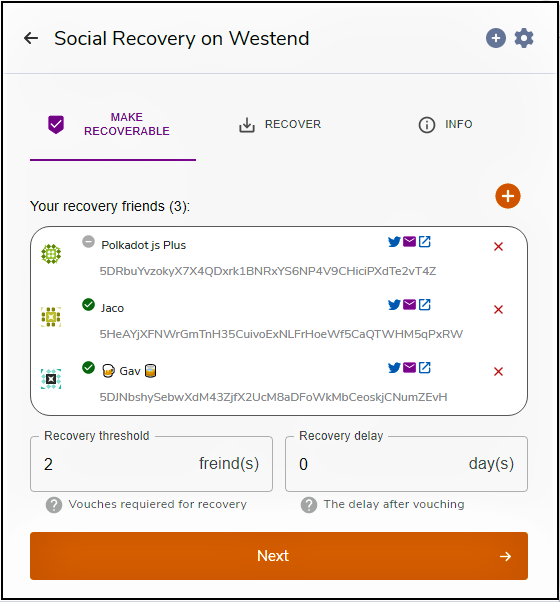 Social Recovery on Westend
MAKE
RECOVERABLE
RECOVER
INFO
Your recovery friends (3):
Polkadot js Plus
5DRbuYvzokyX7X4QDxrk1BNRxYS6NP4V9CHiciPXdTe2vT4Z
Jaco
5HeAYjXFNWrGmTnH35CuivoExNLFrHoeWf5CaQTWHM5qPxRW
🍺 Gav 🥃
5DJNbshySebwXdM43ZjfX2UcM8aDFoWkMbCeoskjCNumZEvH
Recovery threshold
2 freind(s)
Vouches requiered for recovery
Recovery delay
0 day(s)
The delay after vouching
Next